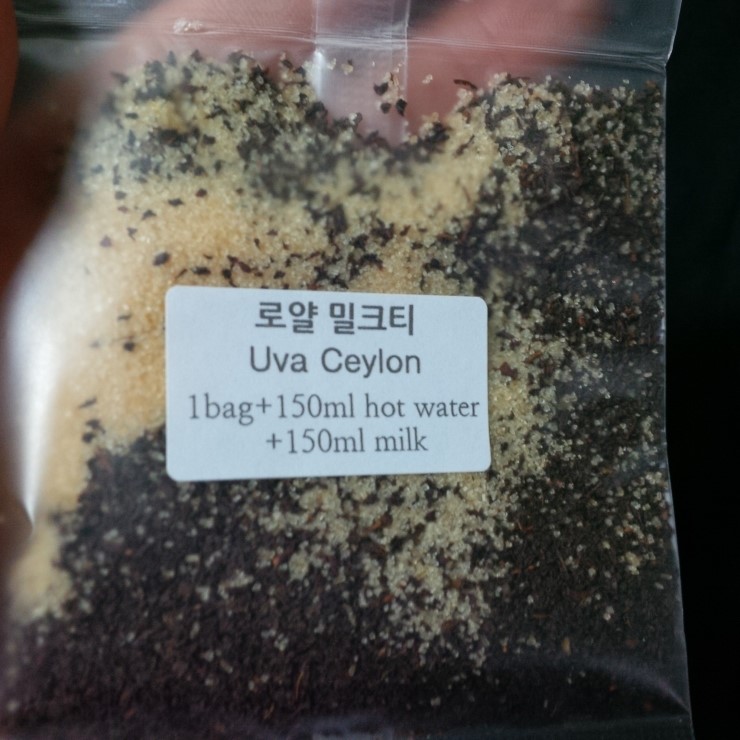 로얄 밀크티
Uva Ceylon
1bag+150ml hot water
+150ml milk